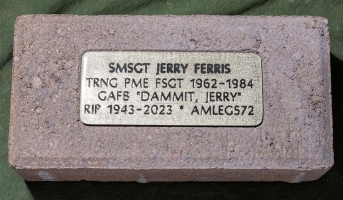 SMSGT JERRY FERRIS
TRNG PME FSGT 1962-1984
GAFB "DAMMIT, JERRY"
RIP 1943-2023 * AMLEG572